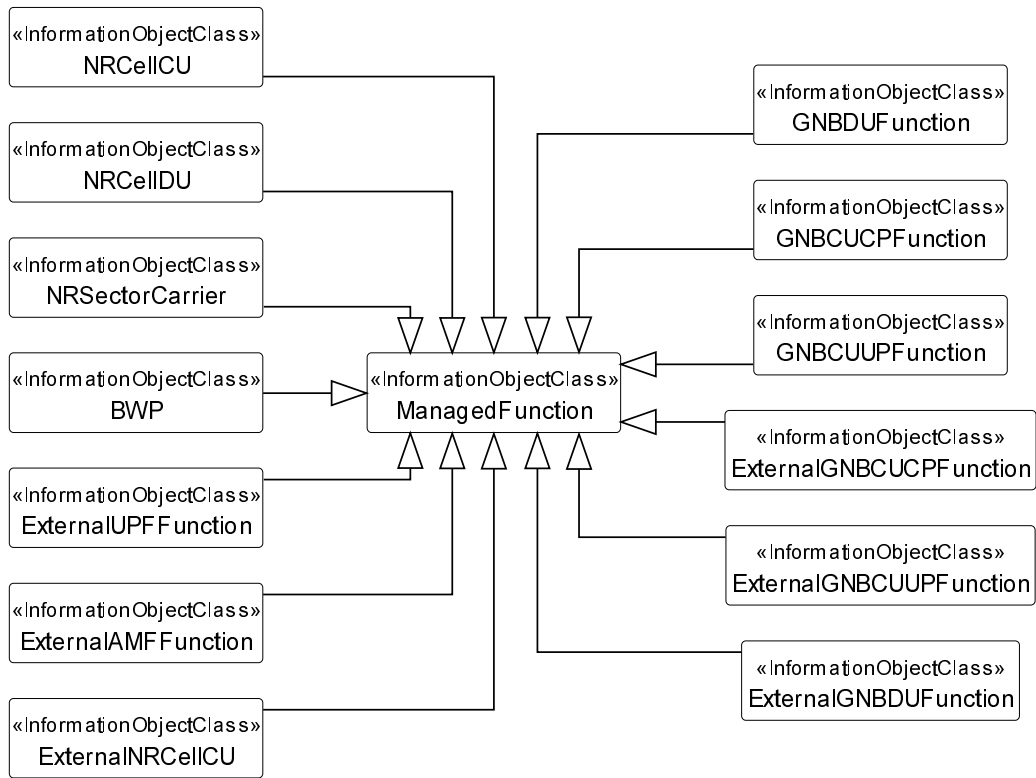 «InformationObjectClass»
NRCellCU
«InformationObjectClass»
NRCellDU
«InformationObjectClass»
NRSectorCarrier
«InformationObjectClass»
BWP
«InformationObjectClass»
ExternalUPFFunction
«InformationObjectClass»
ExternalAMFFunction
«InformationObjectClass»
ExternalNRCellCU
«InformationObjectClass»
ManagedFunction
«InformationObjectClass»
GNBDUFunction
«InformationObjectClass»
GNBCUCPFunction
«InformationObjectClass»
GNBCUUPFunction
«InformationObjectClass»
ExternalGNBCUCPFunction
«InformationObjectClass»
ExternalGNBCUUPFunction
«InformationObjectClass»
ExternalGNBDUFunction